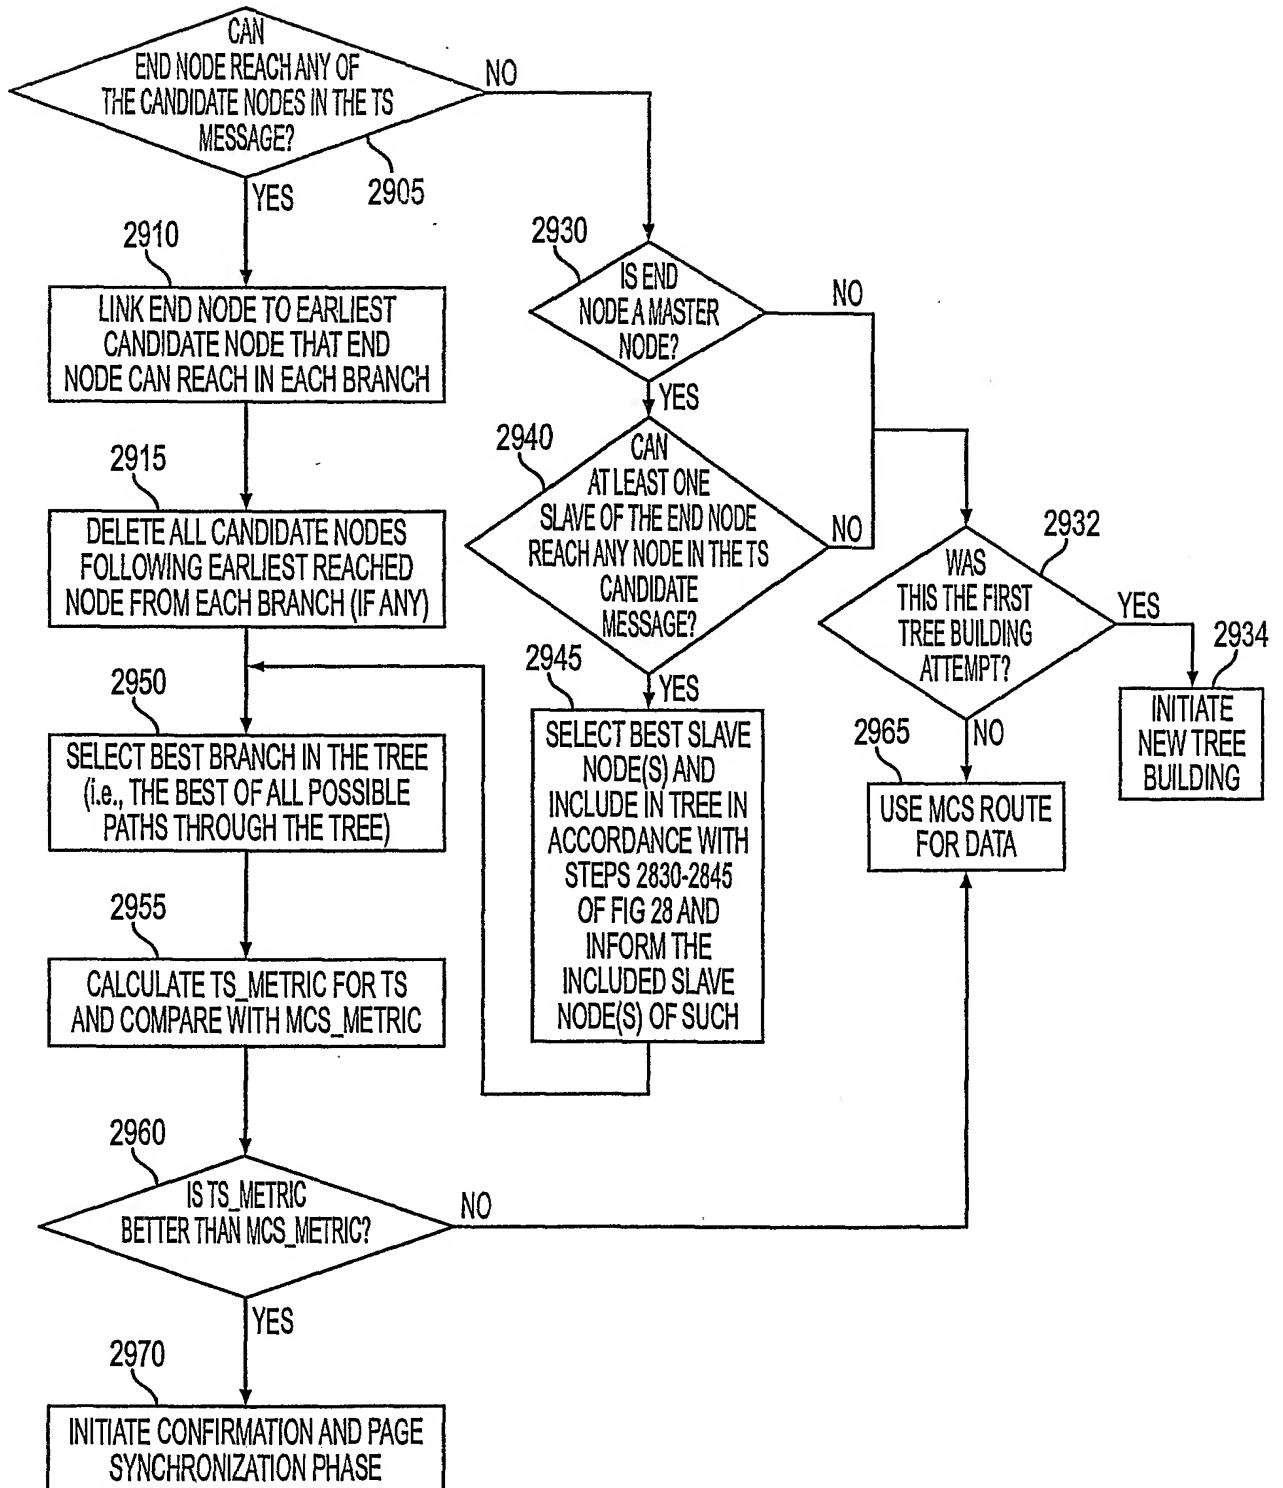 CAN
END NODE REACH ANY OF
THE CANDIDATE NODES IN THE TS
MESSAGE?
NO
2905
YES
2910
LINK END NODE TO EARLIEST
CANDIDATE NODE THAT END
NODE CAN REACH IN EACH BRANCH
2915
DELETE ALL CANDIDATE NODES
FOLLOWING EARLIEST REACHED
NODE FROM EACH BRANCH (IF ANY)
2950
SELECT BEST BRANCH IN THE TREE
(i.e., THE BEST OF ALL POSSIBLE
PATHS THROUGH THE TREE)
2955
CALCULATE TS_METRIC FOR TS
AND COMPARE WITH MCS_METRIC
2960
IS TS_METRIC
BETTER THAN MCS_METRIC?
NO
YES
2970
INITIATE CONFIRMATION AND PAGE
SYNCHRONIZATION PHASE
2930
IS END
NODE A MASTER
NODE?
NO
YES
2940
CAN
AT LEAST ONE
SLAVE OF THE END NODE
REACH ANY NODE IN THE TS
CANDIDATE
MESSAGE?
NO
YES
2945
SELECT BEST SLAVE
NODE(S) AND
INCLUDE IN TREE IN
ACCORDANCE WITH
STEPS 2830-2845
OF FIG 28 AND
INFORM THE
INCLUDED SLAVE
NODE(S) OF SUCH
2932
WAS
THIS THE FIRST
TREE BUILDING
ATTEMPT?
YES
2934
INITIATE
NEW TREE
BUILDING
NO
2965
USE MCS ROUTE
FOR DATA